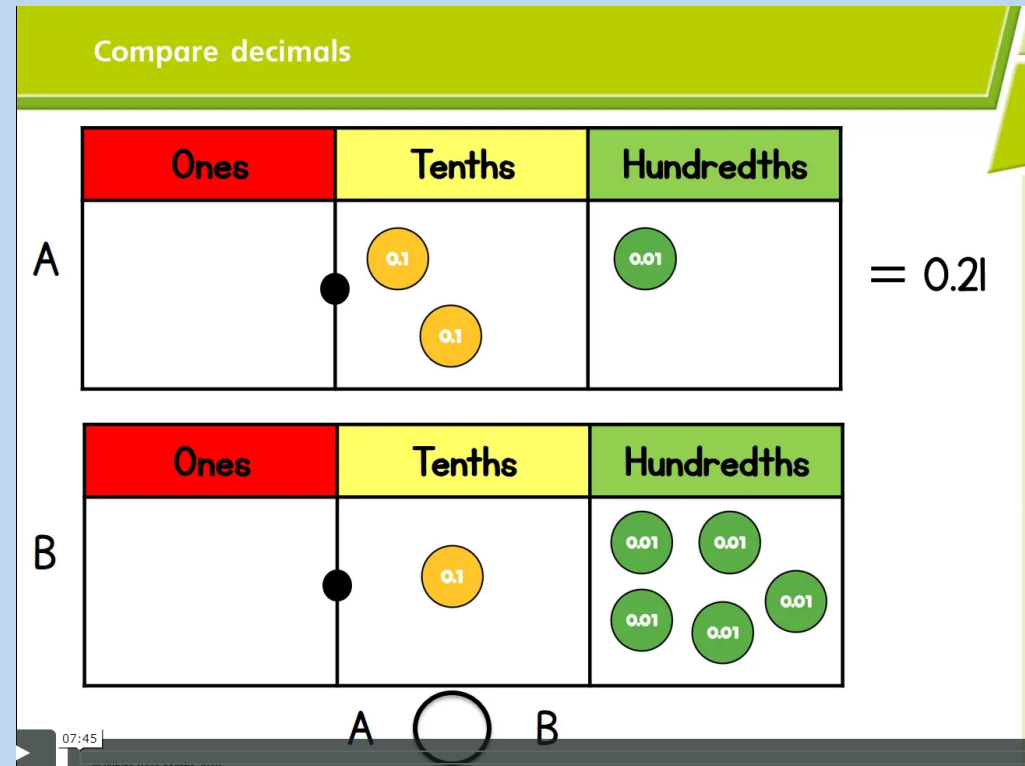 Compare decimals
Ones Tenths Hundredths
A
0.1 0.01
= 0.21
0.1
Ones Tenths Hundredths
B
0.01 0.01
0.1
0.01
0.01 0.01
A B
07:45